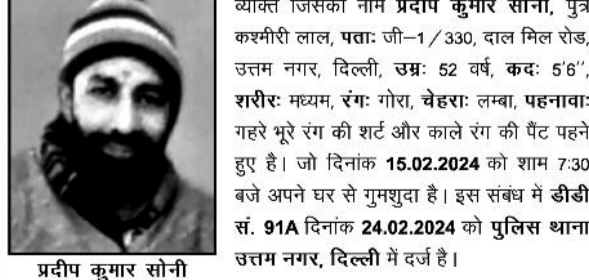 व्यक्ति जिसका नाम प्रदीप कुमार सोनी, पुत्र
कश्मीरी लाल, पताः जी–1/330, दाल मिल रोड,
उत्तम नगर, दिल्ली, उम्रः 52 वर्ष, कदः 5'6'',
शरीरः मध्यम, रंगः गोरा, चेहराः लम्बा, पहनावाः
गहरे भूरे रंग की शर्ट और काले रंग की पैंट पहने
हुए है। जो दिनांक 15.02.2024 को शाम 7:30
बजे अपने घर से गुमशुदा है। इस संबंध में डीडी
सं. 91A दिनांक 24.02.2024 को पुलिस थाना
उत्तम नगर, दिल्ली में दर्ज है।
प्रदीप कुमार सोनी